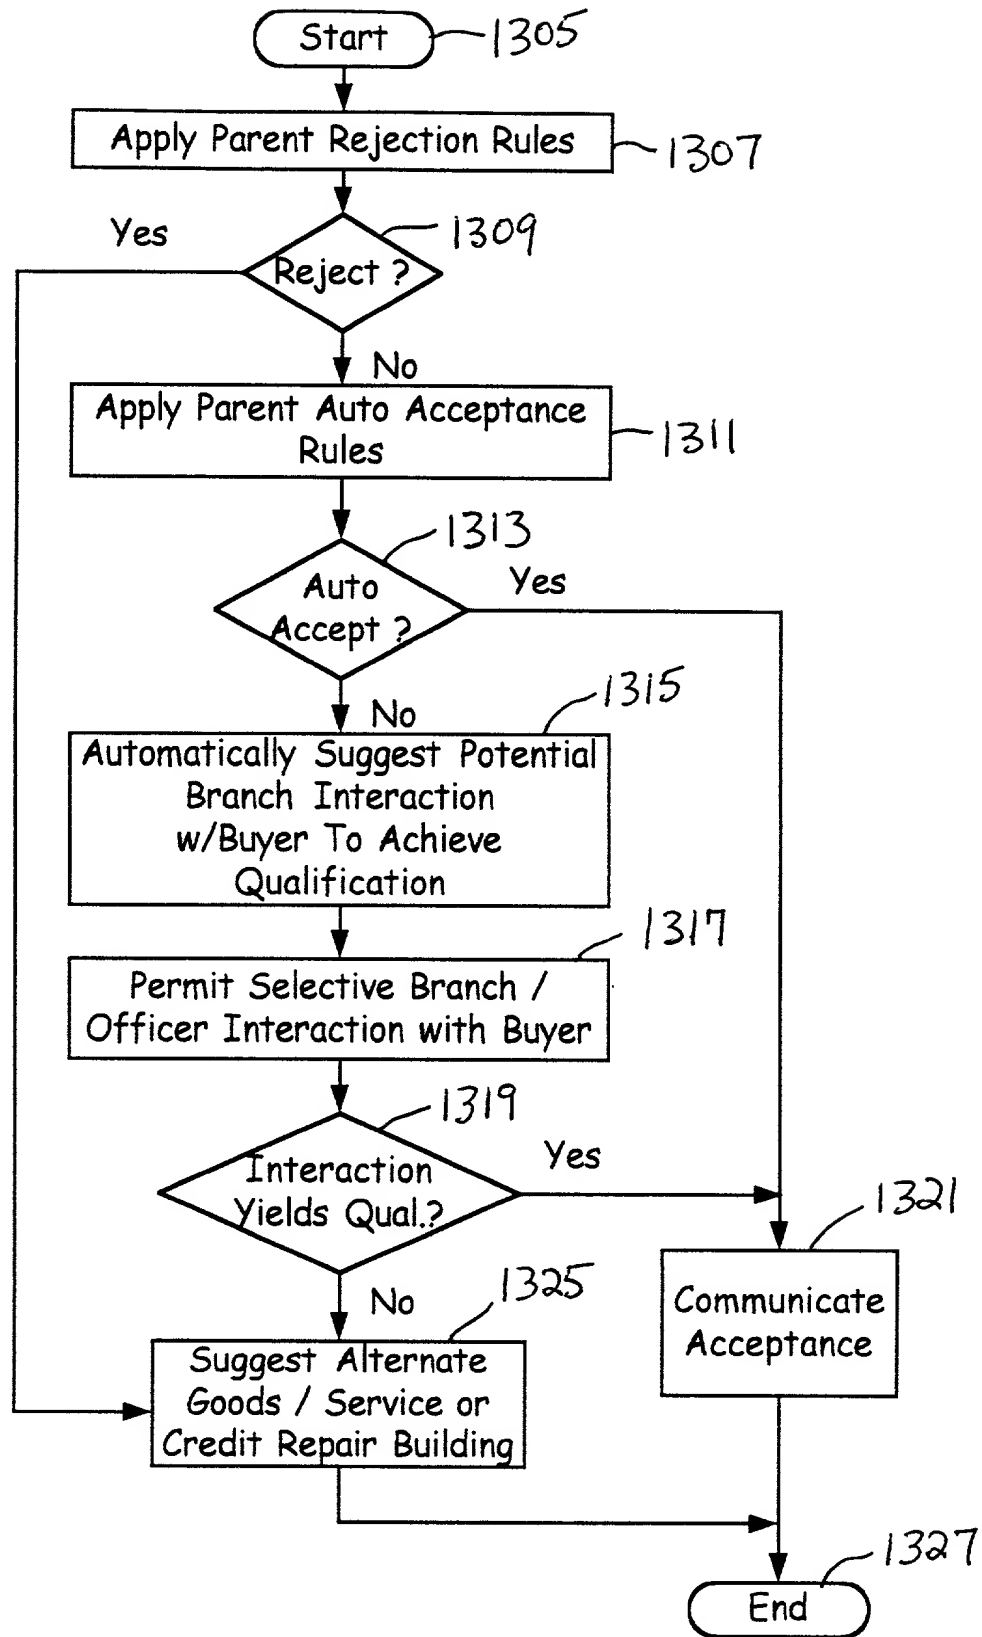 Start
1305
Apply Parent Rejection Rules
1307
Yes
1309
Reject ?
No
Apply Parent Auto Acceptance
Rules
1311
1313
Auto
Accept ?
Yes
No
1315
Automatically Suggest Potential
Branch Interaction
w/Buyer To Achieve
Qualification
1317
Permit Selective Branch /
Officer Interaction with Buyer
1319
Interaction
Yields Qual.?
Yes
1321
No
1325
Communicate
Acceptance
Suggest Alternate
Goods / Service or
Credit Repair Building
1327
End